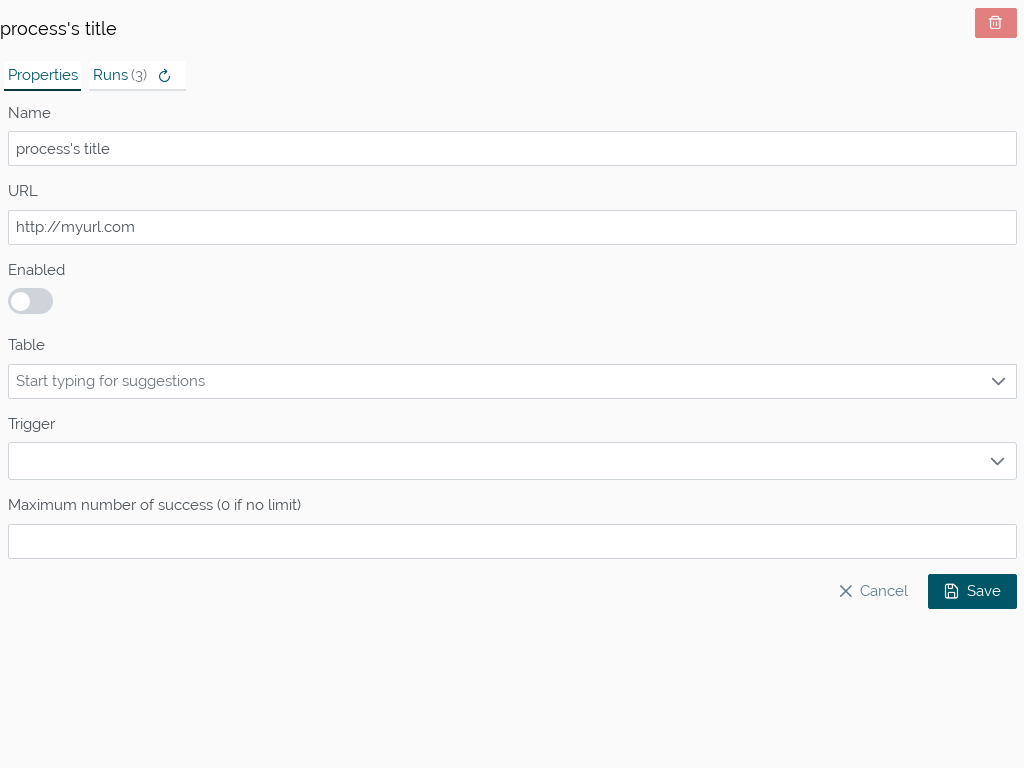 process's title
Properties
Runs (3)
Name
process's title
URL
http://myurl.com
Enabled
Table
Start typing for suggestions
Trigger
Maximum number of success (0 if no limit)
Cancel
Save